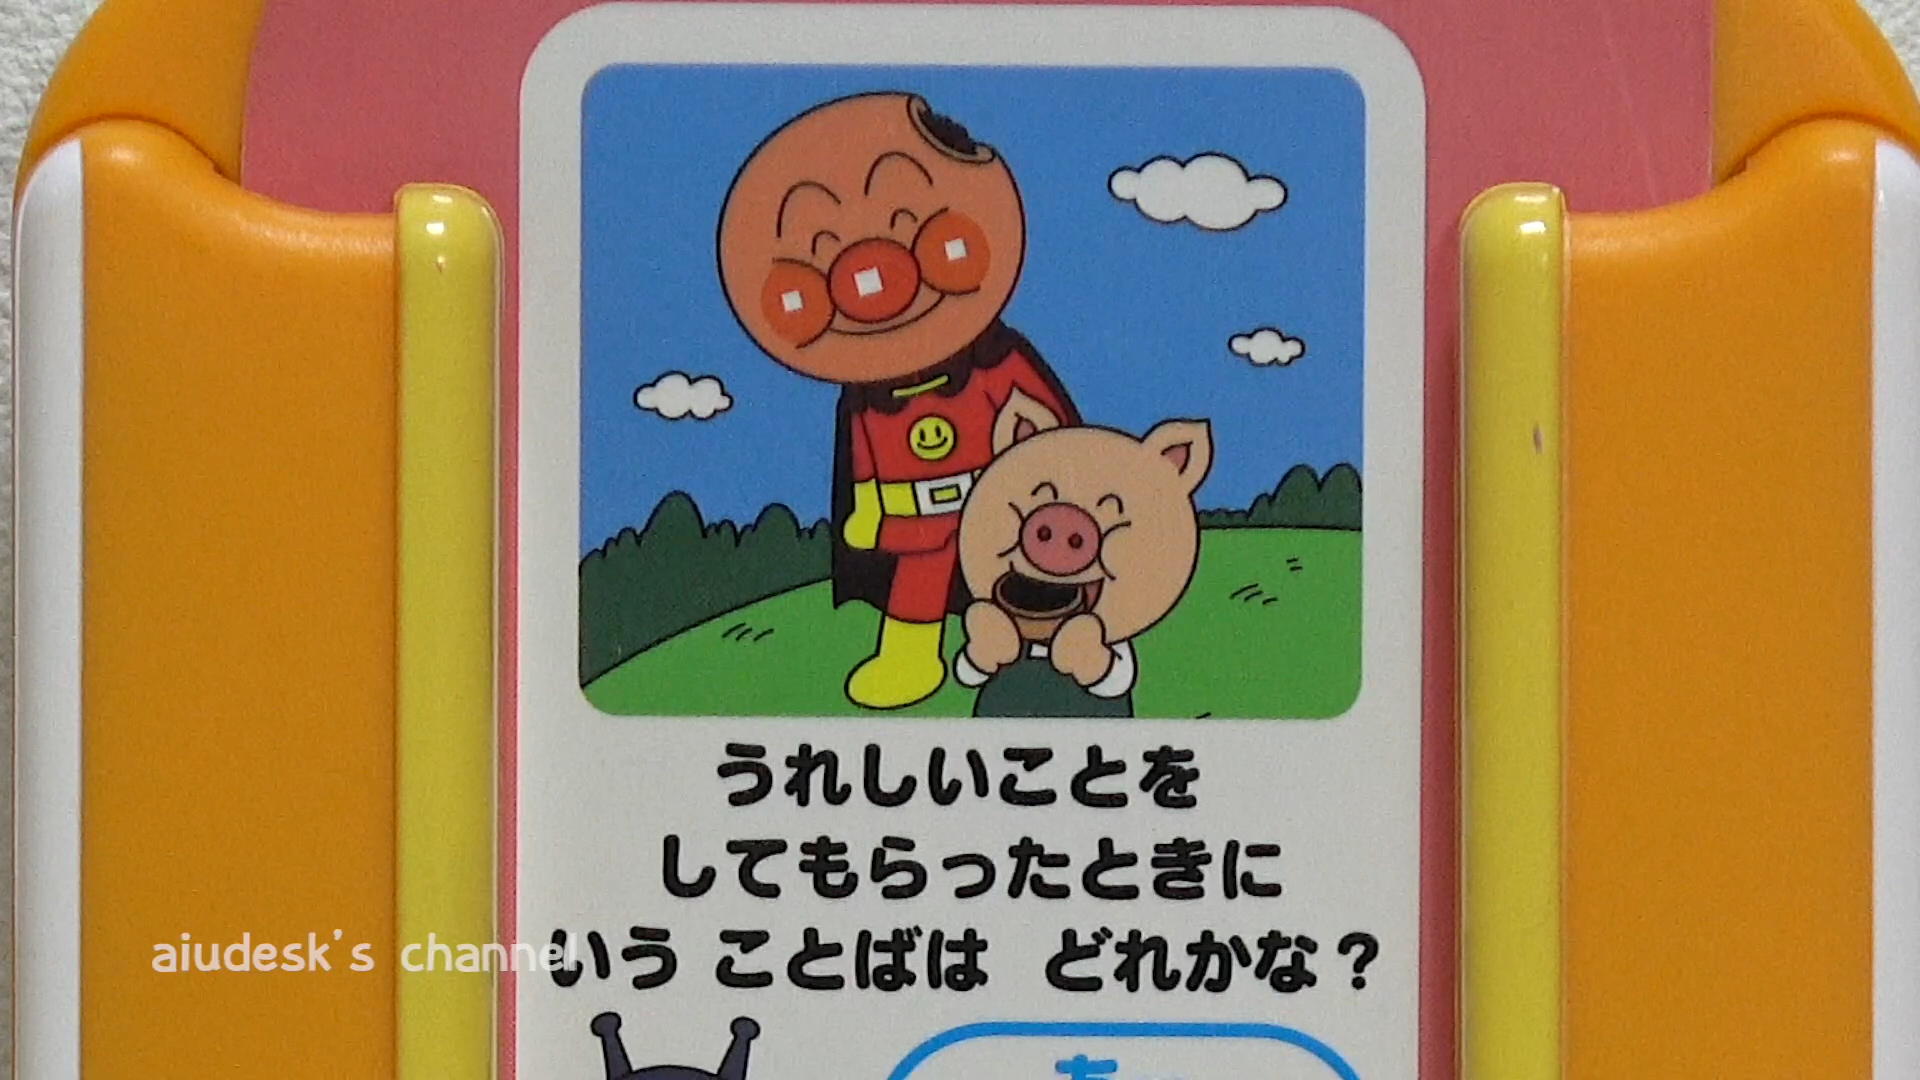 うれしいことを
してもらったときに
いう ことばは どれかな？
aiudesk's channel